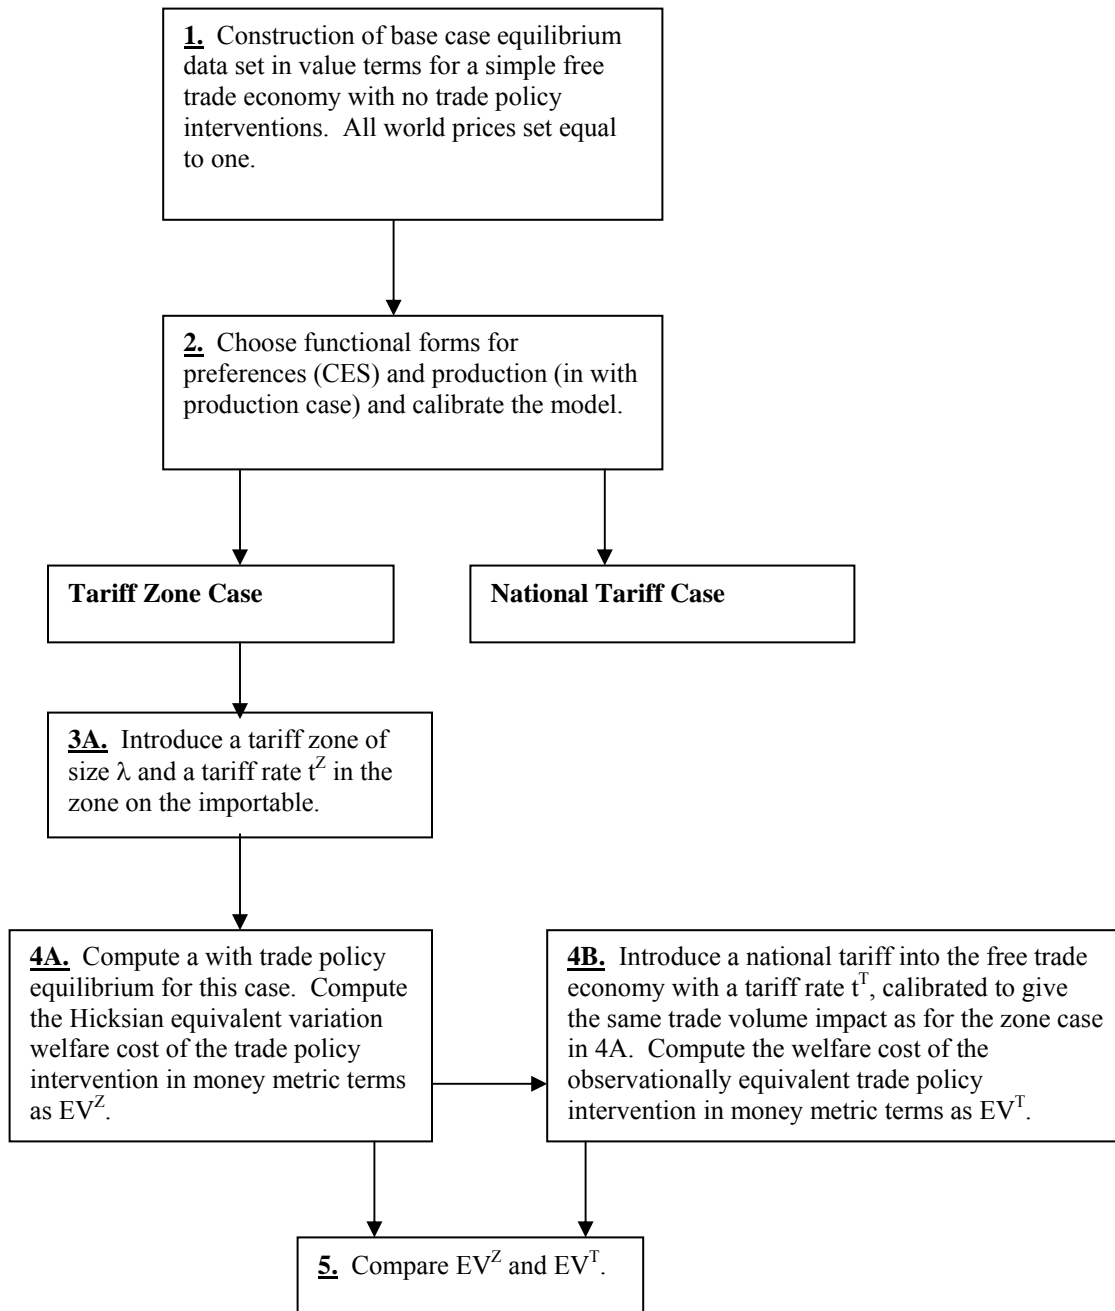 1. Construction of base case equilibrium
data set in value terms for a simple free
trade economy with no trade policy
interventions. All world prices set equal
to one.
2. Choose functional forms for
preferences (CES) and production (in with
production case) and calibrate the model.
Tariff Zone Case
National Tariff Case
3A. Introduce a tariff zone of
size λ and a tariff rate t^Z in the
zone on the importable.
4A. Compute a with trade policy
equilibrium for this case. Compute
the Hicksian equivalent variation
welfare cost of the trade policy
intervention in money metric terms
as EV^Z.
4B. Introduce a national tariff into the free trade
economy with a tariff rate t^T, calibrated to give
the same trade volume impact as for the zone case
in 4A. Compute the welfare cost of the
observationally equivalent trade policy
intervention in money metric terms as EV^T.
5. Compare EV^Z and EV^T.